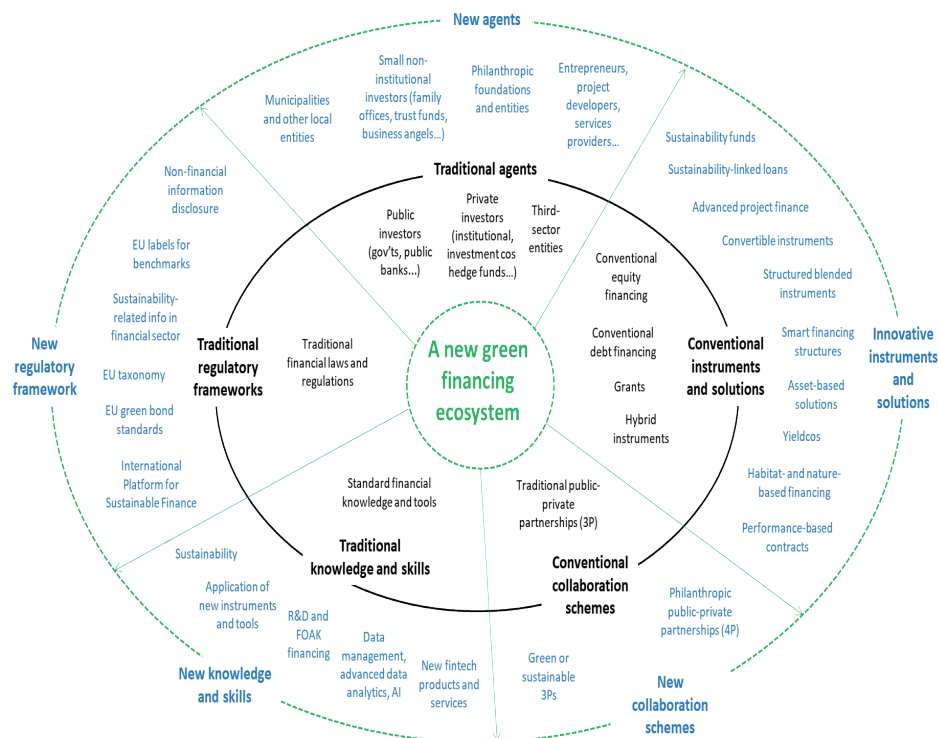 New agents
Small non-
institutional
investors (family
offices, trust funds,
business angels...)
Philanthropic
foundations
and entities
Entrepreneurs,
project
developers,
services
providers...
Municipalities
and other local
entities
Sustainability funds
Sustainability-linked loans
Advanced project finance
Convertible instruments
Structured blended
instruments
Smart financing
structures
Asset-based
solutions
Yieldcos
Habitat- and nature-
based financing
Performance-based
contracts
Innovative
instruments
and
solutions
Non-financial
information
disclosure
EU labels for
benchmarks
Sustainability-
related info in
financial sector
EU taxonomy
EU green bond
standards
International
Platform for
Sustainable Finance
New
regulatory
framework
Traditional agents
Public
investors
(gov'ts, public
banks...)
Private
investors
(institutional,
investment cos
hedge funds...)
Third-
sector
entities
Conventional
equity
financing
Conventional
debt financing
Grants
Hybrid
instruments
Conventional
instruments
and solutions
Traditional
regulatory
frameworks
Traditional
financial laws and
regulations
A new green
financing
ecosystem
Standard financial
knowledge and tools
Traditional public-
private
partnerships (3P)
Traditional
knowledge and skills
Conventional
collaboration
schemes
Sustainability
Application of
new instruments
and tools
R&D and
FOAK
financing
Data
management,
advanced data
analytics, AI
New fintech
products and
services
Green or
sustainable
3Ps
Philanthropic
public-private
partnerships (4P)
New knowledge
and skills
New
collaboration
schemes